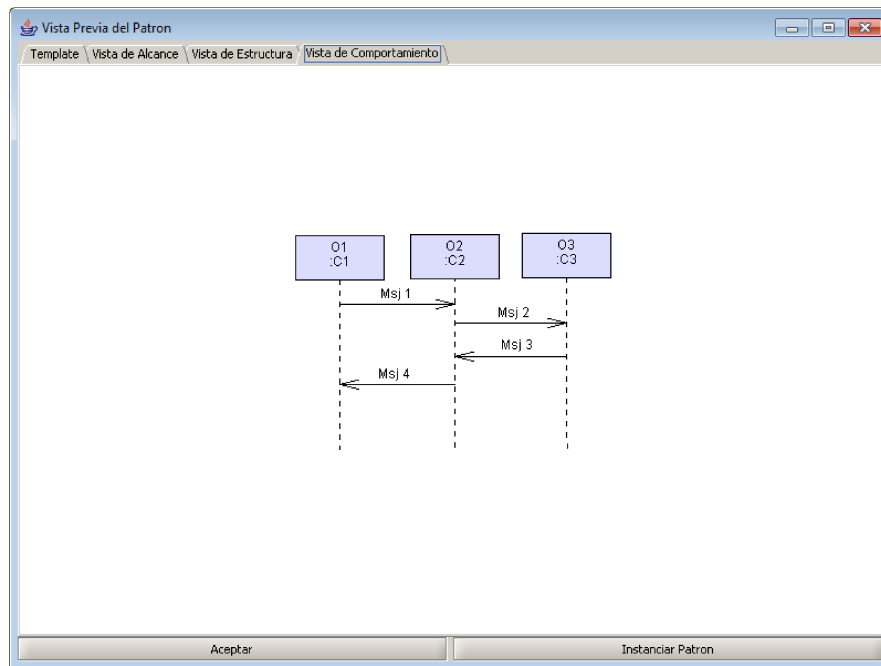 Vista Previa del Patron
Template Vista de Alcance Vista de Estructura Vista de Comportamiento
O1 O2 O3
:C1 :C2 :C3
Msj 1
Msj 2
Msj 3
Msj 4
Aceptar Instanciar Patron